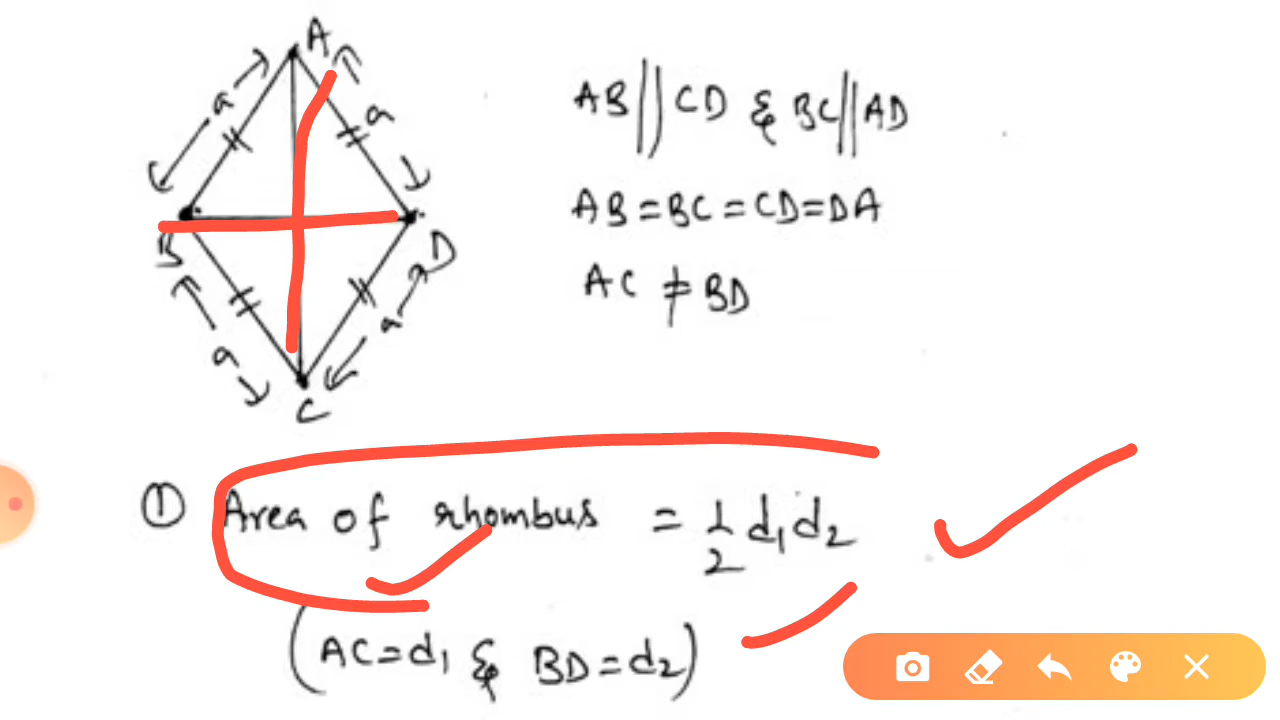 A
a
a
B
D
a
a
C
AB || CD & BC || AD
AB = BC = CD = DA
AC ≠ BD
① Area of rhombus = 1/2 d₁d₂
(AC = d₁ & BD = d₂)